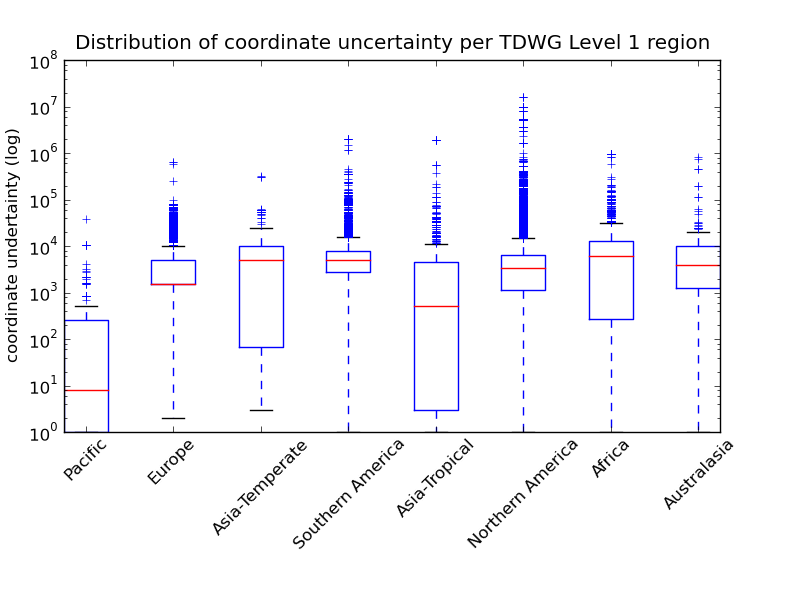 Distribution of coordinate uncertainty per TDWG Level 1 region
coordinate undertainty (log)
10^8
10^7
10^6
10^5
10^4
10^3
10^2
10^1
10^0
Pacific
Europe
Asia-Temperate
Southern America
Asia-Tropical
Northern America
Africa
Australasia